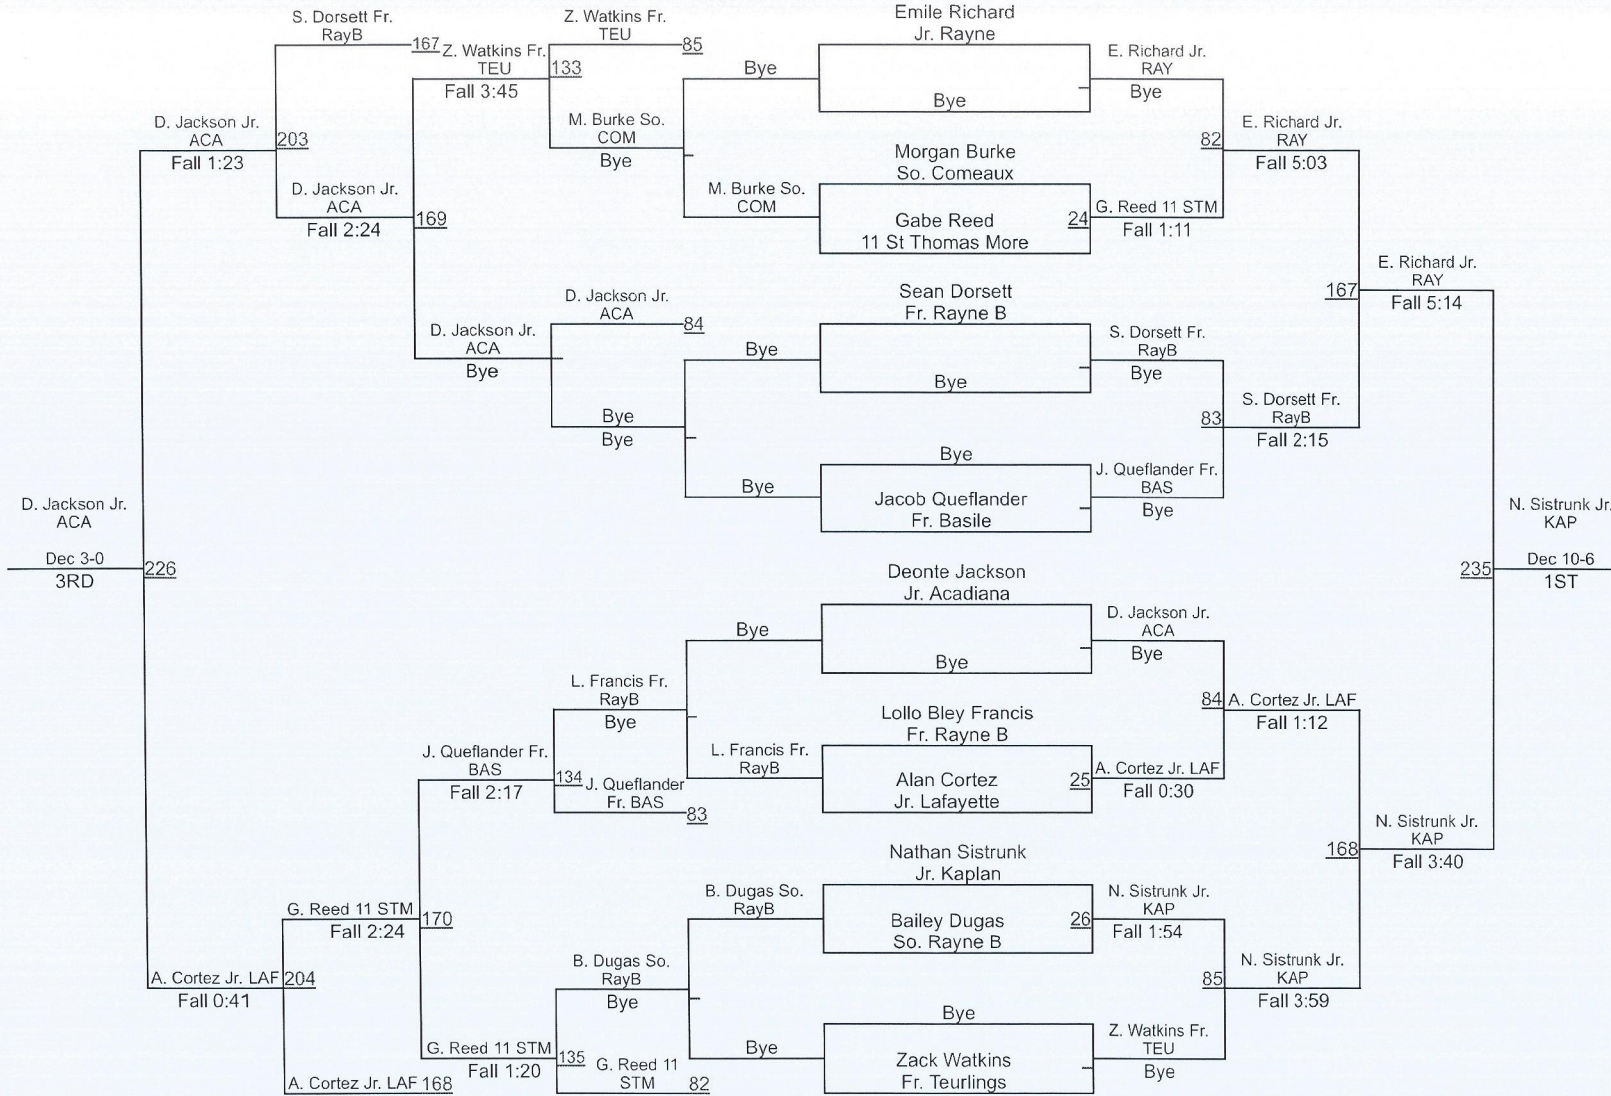 S. Dorsett Fr.
RayB
167
Z. Watkins Fr.
TEU
Fall 3:45
Z. Watkins Fr.
TEU
85
133
M. Burke So.
COM
Bye
D. Jackson Jr.
ACA
Fall 1:23
203
D. Jackson Jr.
ACA
Fall 2:24
169
Bye
M. Burke So.
COM
Emile Richard
Jr. Rayne
Bye
E. Richard Jr.
RAY
Bye
Morgan Burke
So. Comeaux
Gabe Reed
11 St Thomas More
24
G. Reed 11 STM
Fall 1:11
82
E. Richard Jr.
RAY
Fall 5:03
D. Jackson Jr.
ACA
84
D. Jackson Jr.
ACA
Bye
Bye
Bye
Bye
Bye
Sean Dorsett
Fr. Rayne B
Bye
S. Dorsett Fr.
RayB
Bye
Bye
Jacob Queflander
Fr. Basile
J. Queflander Fr.
BAS
Bye
83
S. Dorsett Fr.
RayB
Fall 2:15
167
E. Richard Jr.
RAY
Fall 5:14
D. Jackson Jr.
ACA
Dec 3-0
3RD
226
235
N. Sistrunk Jr.
KAP
Dec 10-6
1ST
Deonte Jackson
Jr. Acadiana
Bye
Bye
D. Jackson Jr.
ACA
Bye
L. Francis Fr.
RayB
Bye
Lollo Bley Francis
Fr. Rayne B
L. Francis Fr.
RayB
Alan Cortez
Jr. Lafayette
25
A. Cortez Jr. LAF
Fall 0:30
84
A. Cortez Jr. LAF
Fall 1:12
J. Queflander Fr.
BAS
Fall 2:17
134
J. Queflander
Fr. BAS
83
168
N. Sistrunk Jr.
KAP
Fall 3:40
Nathan Sistrunk
Jr. Kaplan
B. Dugas So.
RayB
Bailey Dugas
So. Rayne B
26
N. Sistrunk Jr.
KAP
Fall 1:54
G. Reed 11 STM
Fall 2:24
170
B. Dugas So.
RayB
Bye
85
N. Sistrunk Jr.
KAP
Fall 3:59
A. Cortez Jr. LAF
Fall 0:41
204
Bye
Bye
Zack Watkins
Fr. Teurlings
Z. Watkins Fr.
TEU
Bye
G. Reed 11 STM
Fall 1:20
135
G. Reed 11
STM
82
A. Cortez Jr. LAF
168